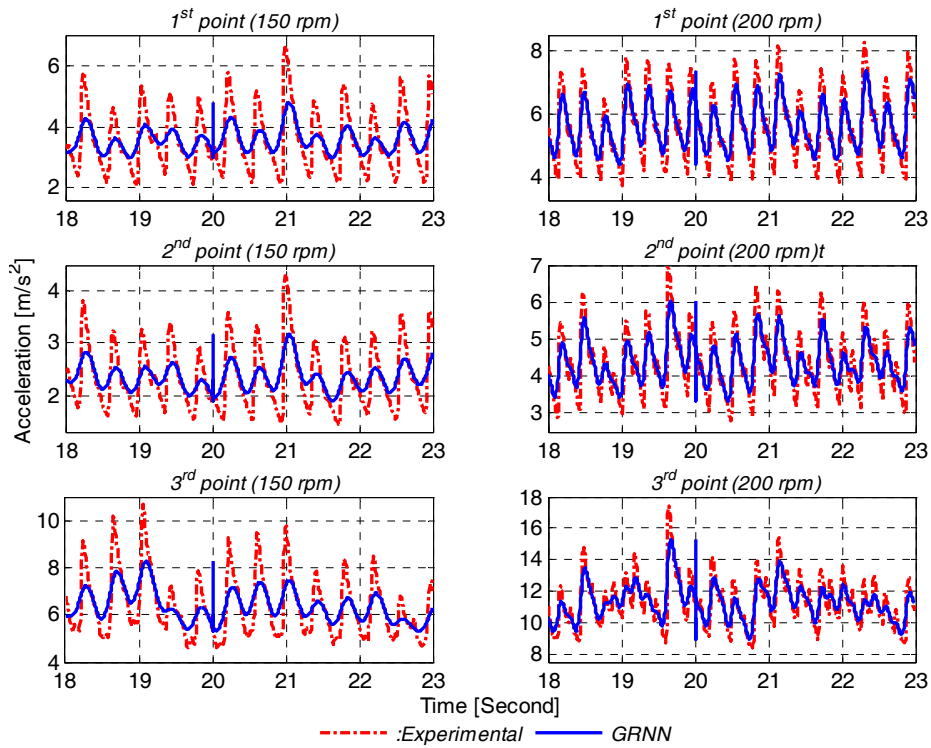 1st point (150 rpm)
1st point (200 rpm)
6
4
2
18 19 20 21 22 23
8
6
4
18 19 20 21 22 23
2nd point (150 rpm)
2nd point (200 rpm)t
Acceleration [m/s²]
4
3
2
18 19 20 21 22 23
7
6
5
4
3
18 19 20 21 22 23
3rd point (150 rpm)
3rd point (200 rpm)
10
8
6
4
18 19 20 21 22 23
18
16
14
12
10
8
18 19 20 21 22 23
Time [Second]
:Experimental GRNN